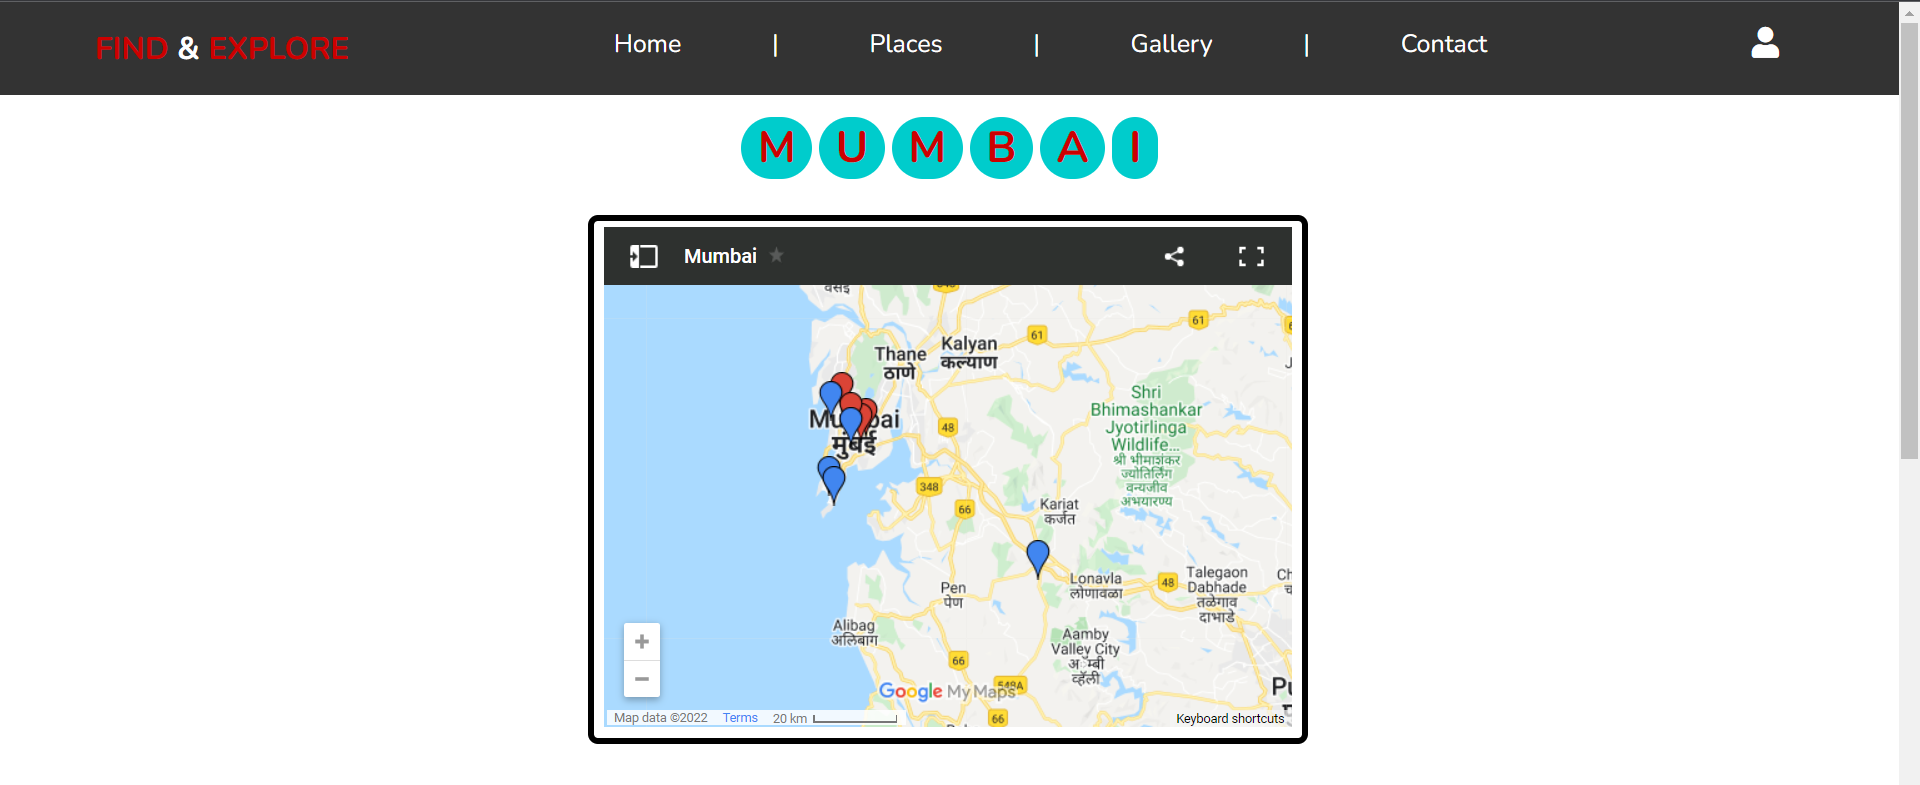 FIND & EXPLORE
Home | Places | Gallery | Contact
MUMBAI
Mumbai
वसई
61
61
Kalyan
कल्याण
Thane
ठाणे
Shri
Bhimashankar
Jyotirlinga
Wildlife...
श्री भीमाशंकर
ज्योतिर्लिंग
वन्यजीव
अभयारण्य
मुंबई
48
348
66
Karjat
कर्जत
Lonavla
लोणावळा
48
Talegaon
Dabhade
तळेगाव
दाभाडे
Pen
पेण
Alibag
अलिबाग
Aamby
Valley City
अॅम्बी
व्हॅली
66
548A
Google My Maps
66
+
−
Map data ©2022 Terms 20 km
Keyboard shortcuts